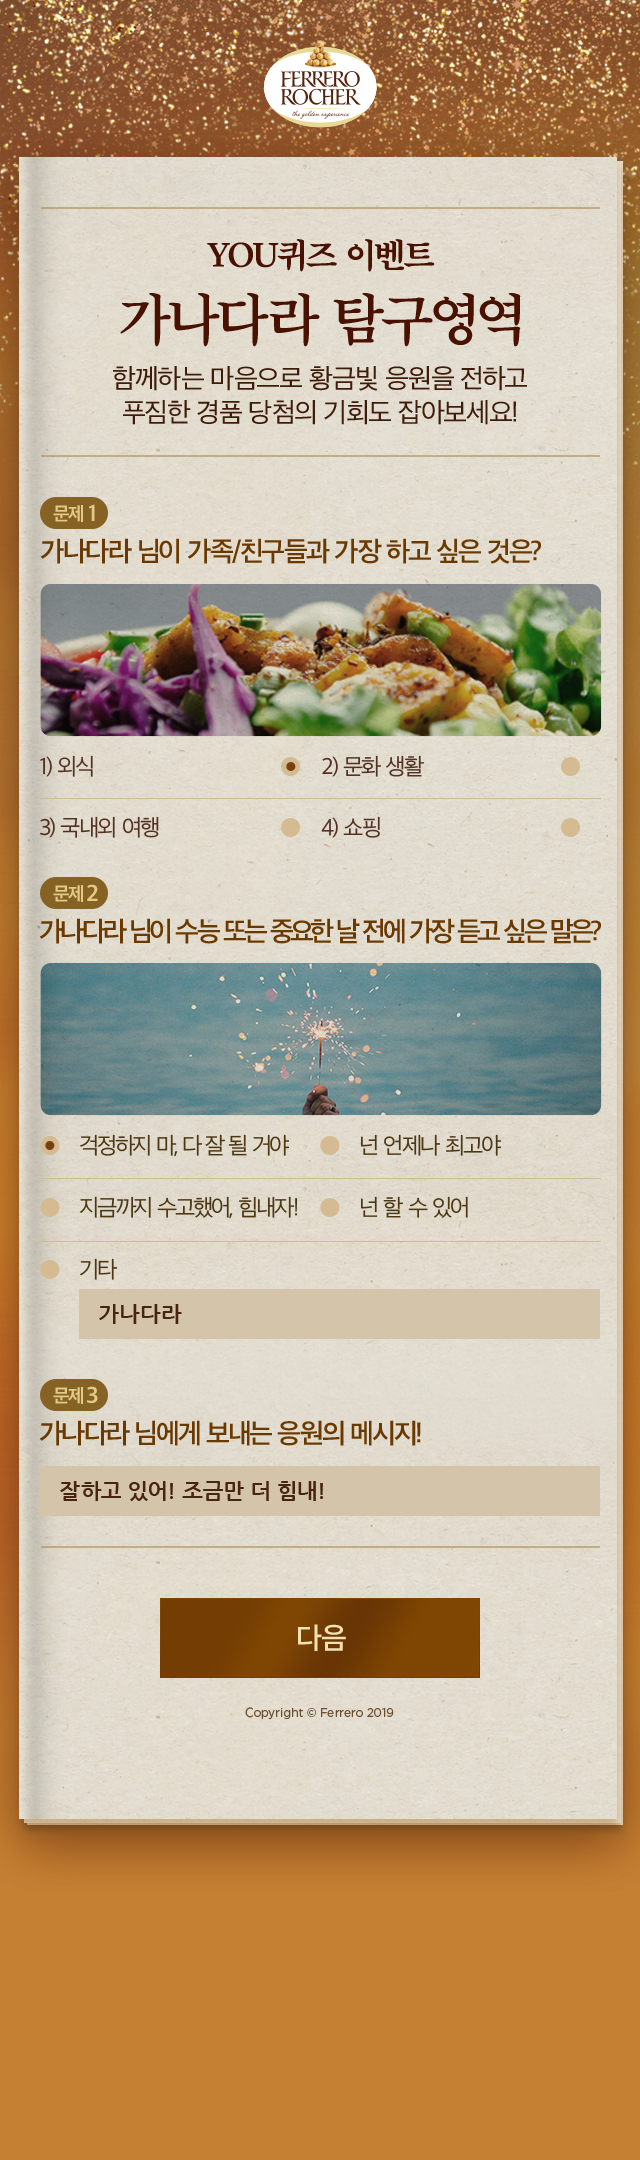 FERRERO
ROCHER
the golden experience
YOU퀴즈 이벤트
가나다라 탐구영역
함께하는 마음으로 황금빛 응원을 전하고
푸짐한 경품 당첨의 기회도 잡아보세요!
문제 1
가나다라 님이 가족/친구들과 가장 하고 싶은 것은?
1) 외식
2) 문화 생활
3) 국내외 여행
4) 쇼핑
문제 2
가나다라 님이 수능 또는 중요한 날 전에 가장 듣고 싶은 말은?
걱정하지 마, 다 잘 될 거야
넌 언제나 최고야
지금까지 수고했어, 힘내자!
넌 할 수 있어
기타
가나다라
문제 3
가나다라 님에게 보내는 응원의 메시지!
잘하고 있어! 조금만 더 힘내!
다음
Copyright © Ferrero 2019